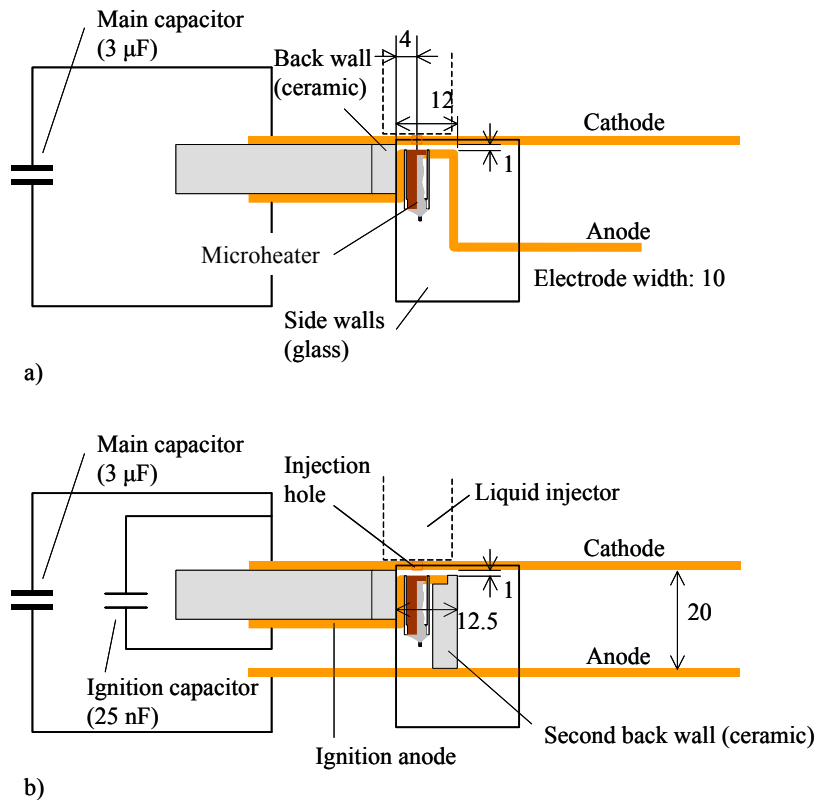 Main capacitor
(3 μF)
4
Back wall
(ceramic)
12
Cathode
1
Anode
Microheater
Electrode width: 10
Side walls
(glass)
a)
Main capacitor
(3 μF)
Injection
hole
Liquid injector
Cathode
1
12.5
20
Anode
Ignition capacitor
(25 nF)
Second back wall (ceramic)
Ignition anode
b)